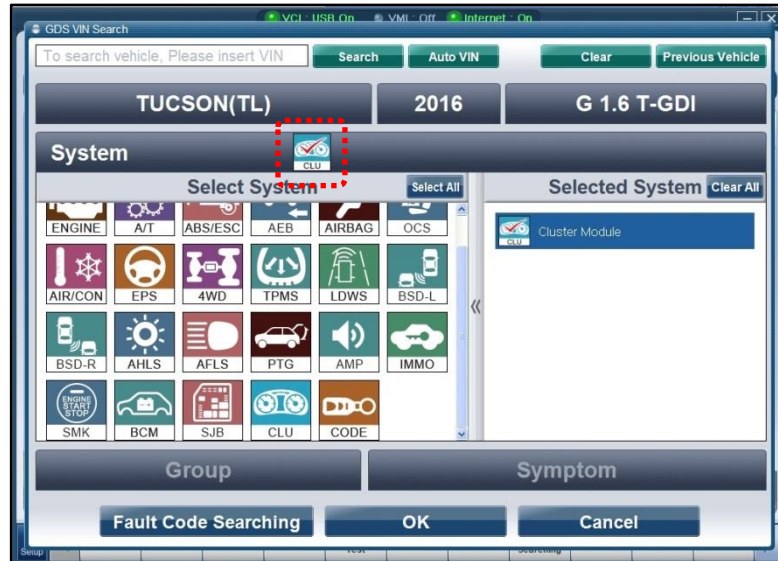 VCI : USB On VMI : Off Internet : On
GDS VIN Search
To search vehicle, Please insert VIN Search Auto VIN Clear Previous Vehicle
TUCSON(TL) 2016 G 1.6 T-GDI
System CLU
Select System Select All Selected System Clear All
ENGINE A/T ABS/ESC AEB AIRBAG OCS
CLU Cluster Module
AIR/CON EPS 4WD TPMS LDWS BSD-L
«
BSD-R AHLS AFLS PTG AMP IMMO
ENGINE
START
STOP
SMK BCM SJB CLU CODE
Group Symptom
Fault Code Searching OK Cancel
Setup Test Searching